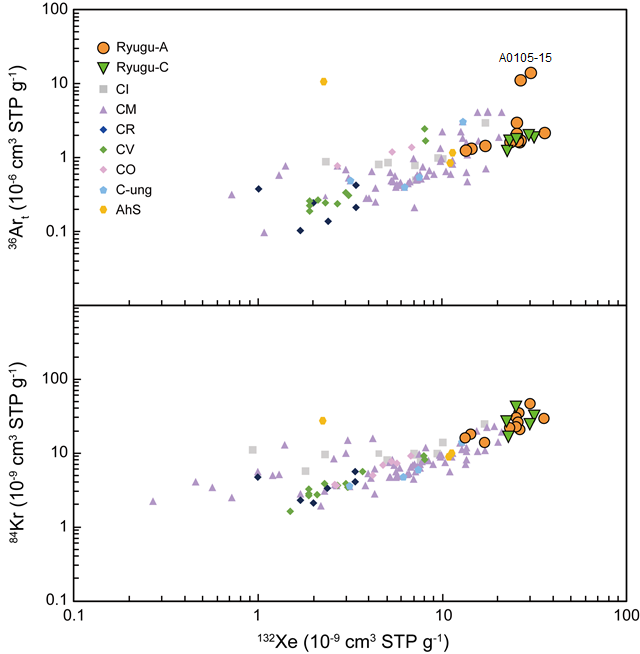 100
10
1
0.1
³⁶Arₜ (10⁻⁶ cm³ STP g⁻¹)
A0105-15
Ryugu-A
Ryugu-C
CI
CM
CR
CV
CO
C-ung
AhS
100
10
1
0.1
⁸⁴Kr (10⁻⁹ cm³ STP g⁻¹)
0.1
1
10
100
¹³²Xe (10⁻⁹ cm³ STP g⁻¹)